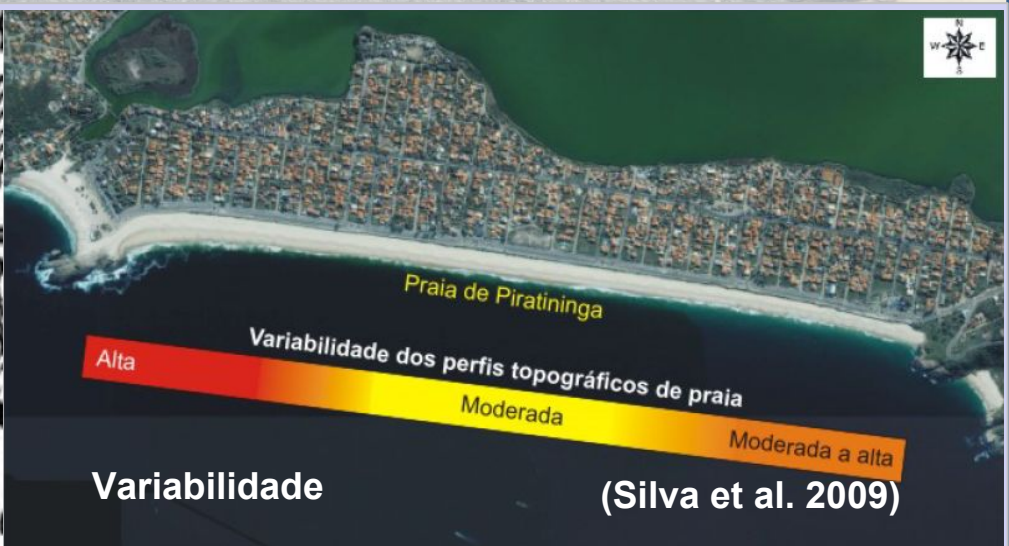 N
W E
S
Praia de Piratininga
Variabilidade dos perfis topográficos de praia
Alta
Moderada
Moderada a alta
Variabilidade (Silva et al. 2009)